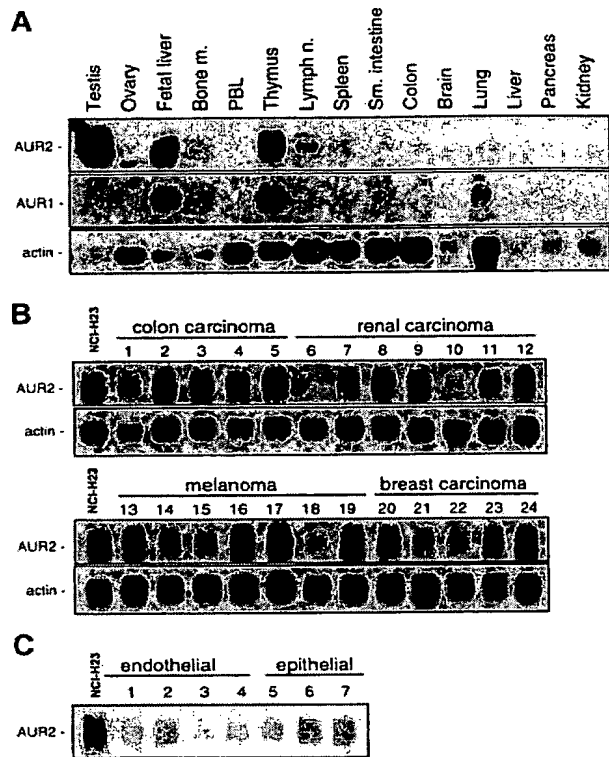 A
Testis Ovary Fetal liver Bone m. PBL Thymus Lymph n. Spleen Sm. intestine Colon Brain Lung Liver Pancreas Kidney
AUR2 -
AUR1 -
actin -
B
NCI-H23 colon carcinoma renal carcinoma
1 2 3 4 5 6 7 8 9 10 11 12
AUR2 -
actin -
NCI-H23 melanoma breast carcinoma
13 14 15 16 17 18 19 20 21 22 23 24
AUR2 -
actin -
C
NCI-H23 endothelial epithelial
1 2 3 4 5 6 7
AUR2 -